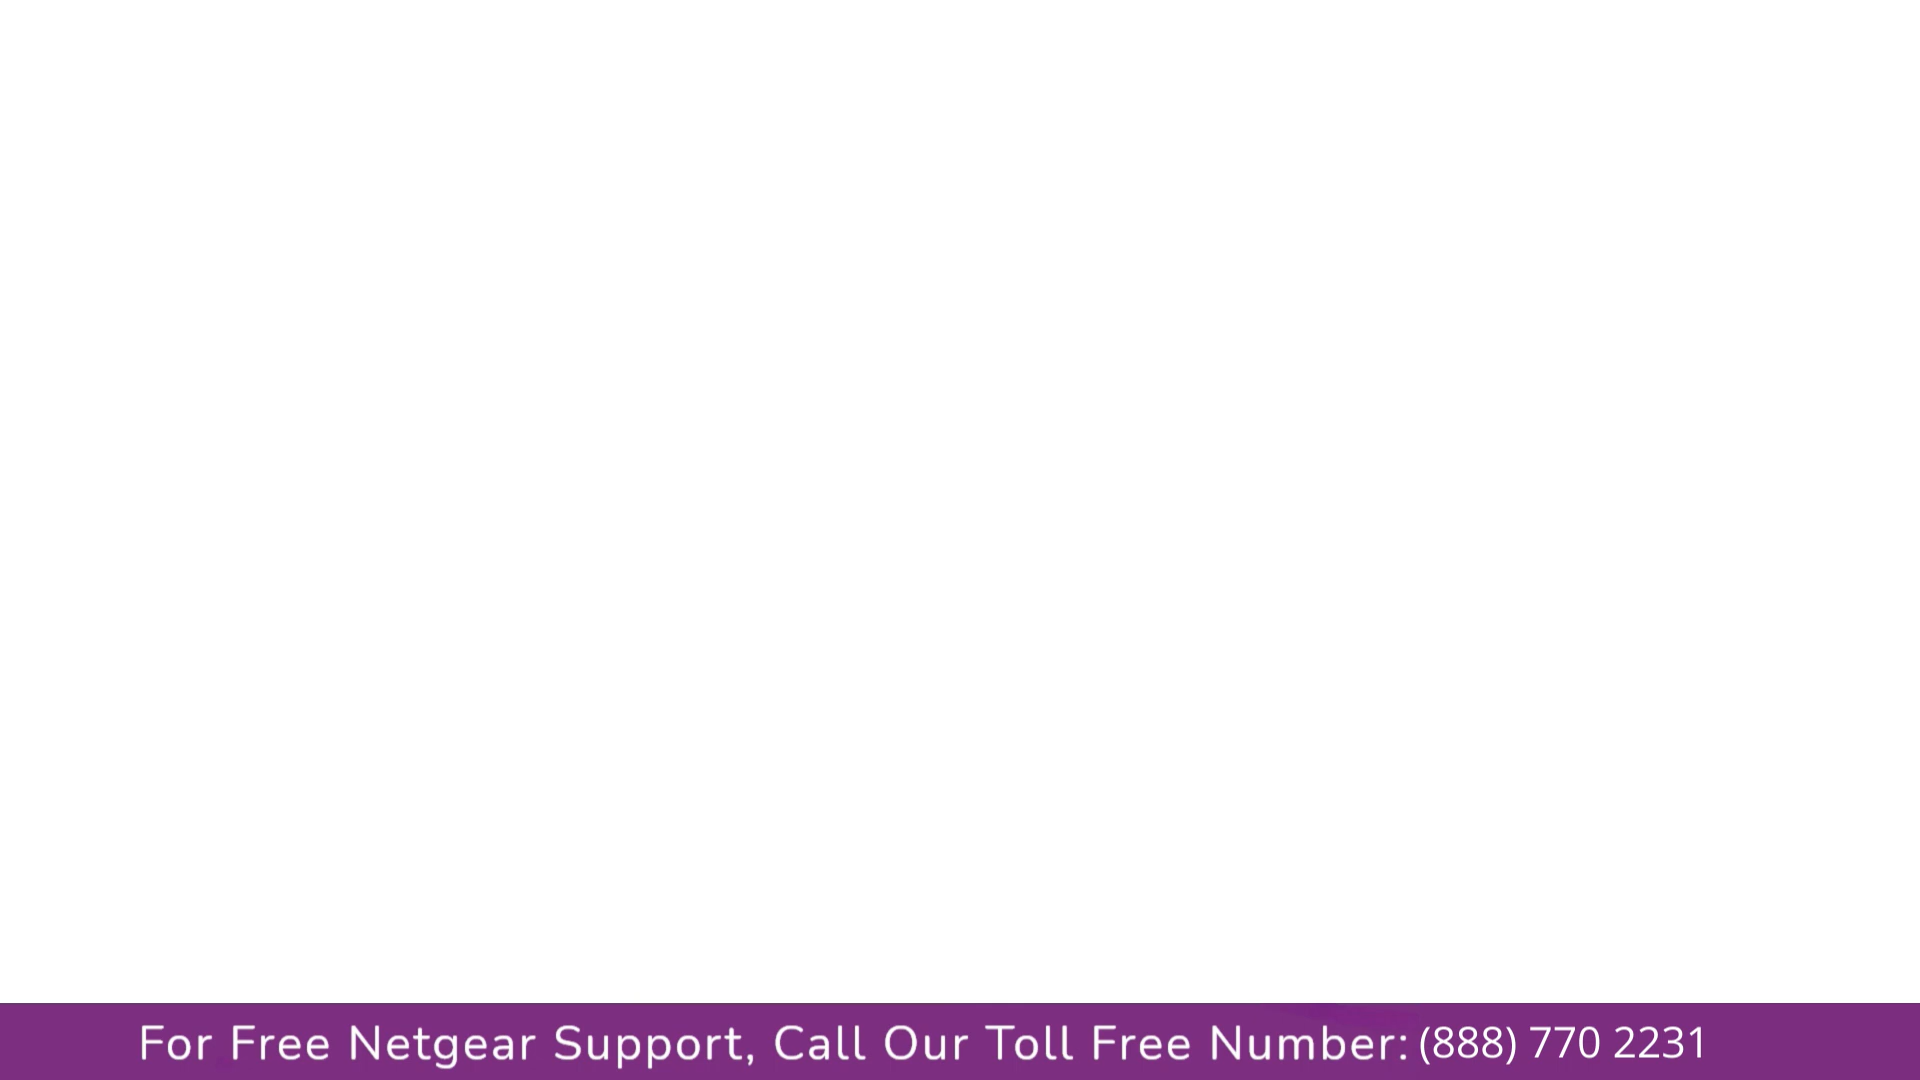 For Free Netgear Support, Call Our Toll Free Number: (888) 770 2231